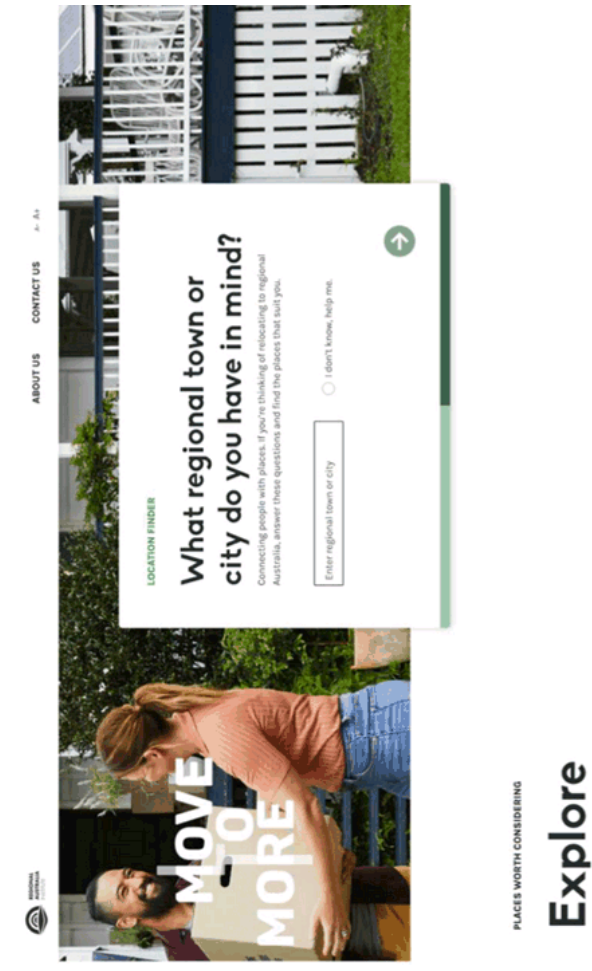 REGIONAL
AUSTRALIA
INSTITUTE
ABOUT US
CONTACT US
A- A+
MOVE
TO
MORE
LOCATION FINDER
What regional town or
city do you have in mind?
Connecting people with places. If you're thinking of relocating to regional
Australia, answer these questions and find the places that suit you.
Enter regional town or city
I don't know, help me.
PLACES WORTH CONSIDERING
Explore